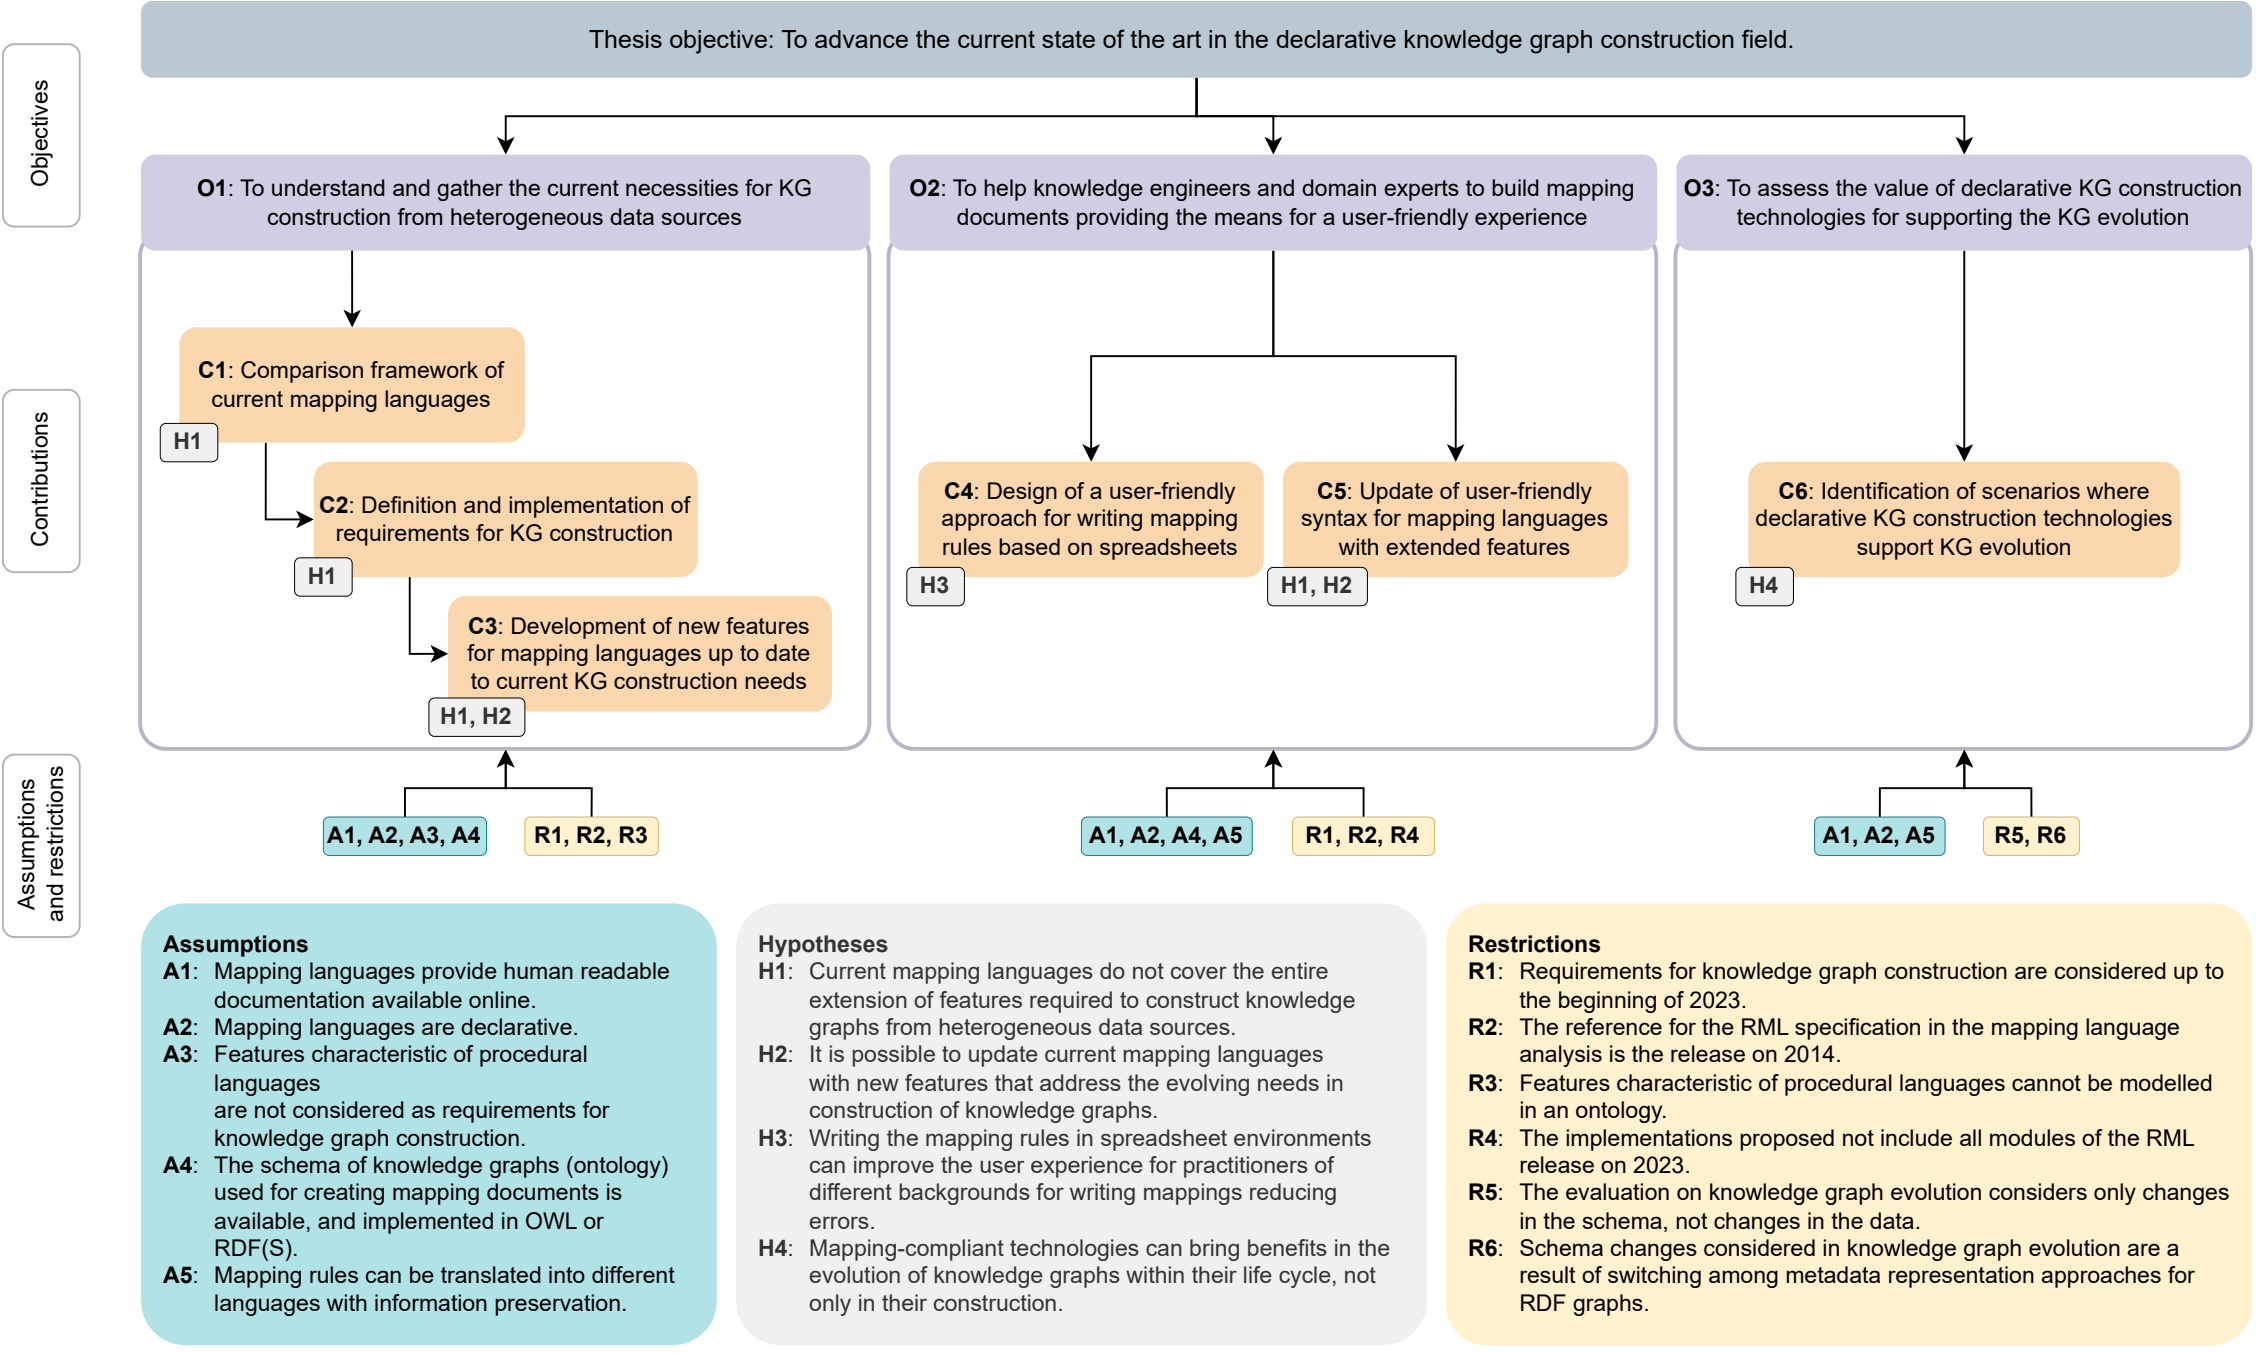 Objectives
Thesis objective: To advance the current state of the art in the declarative knowledge graph construction field.
O1: To understand and gather the current necessities for KG
construction from heterogeneous data sources
O2: To help knowledge engineers and domain experts to build mapping
documents providing the means for a user-friendly experience
O3: To assess the value of declarative KG construction
technologies for supporting the KG evolution
Contributions
C1: Comparison framework of
current mapping languages
H1
C2: Definition and implementation of
requirements for KG construction
H1
C3: Development of new features
for mapping languages up to date
to current KG construction needs
H1, H2
C4: Design of a user-friendly
approach for writing mapping
rules based on spreadsheets
H3
C5: Update of user-friendly
syntax for mapping languages
with extended features
H1, H2
C6: Identification of scenarios where
declarative KG construction technologies
support KG evolution
H4
Assumptions
and restrictions
A1, A2, A3, A4
R1, R2, R3
A1, A2, A4, A5
R1, R2, R4
A1, A2, A5
R5, R6
Assumptions
A1: Mapping languages provide human readable
documentation available online.
A2: Mapping languages are declarative.
A3: Features characteristic of procedural
languages
are not considered as requirements for
knowledge graph construction.
A4: The schema of knowledge graphs (ontology)
used for creating mapping documents is
available, and implemented in OWL or
RDF(S).
A5: Mapping rules can be translated into different
languages with information preservation.
Hypotheses
H1: Current mapping languages do not cover the entire
extension of features required to construct knowledge
graphs from heterogeneous data sources.
H2: It is possible to update current mapping languages
with new features that address the evolving needs in
construction of knowledge graphs.
H3: Writing the mapping rules in spreadsheet environments
can improve the user experience for practitioners of
different backgrounds for writing mappings reducing
errors.
H4: Mapping-compliant technologies can bring benefits in the
evolution of knowledge graphs within their life cycle, not
only in their construction.
Restrictions
R1: Requirements for knowledge graph construction are considered up to
the beginning of 2023.
R2: The reference for the RML specification in the mapping language
analysis is the release on 2014.
R3: Features characteristic of procedural languages cannot be modelled
in an ontology.
R4: The implementations proposed not include all modules of the RML
release on 2023.
R5: The evaluation on knowledge graph evolution considers only changes
in the schema, not changes in the data.
R6: Schema changes considered in knowledge graph evolution are a
result of switching among metadata representation approaches for
RDF graphs.